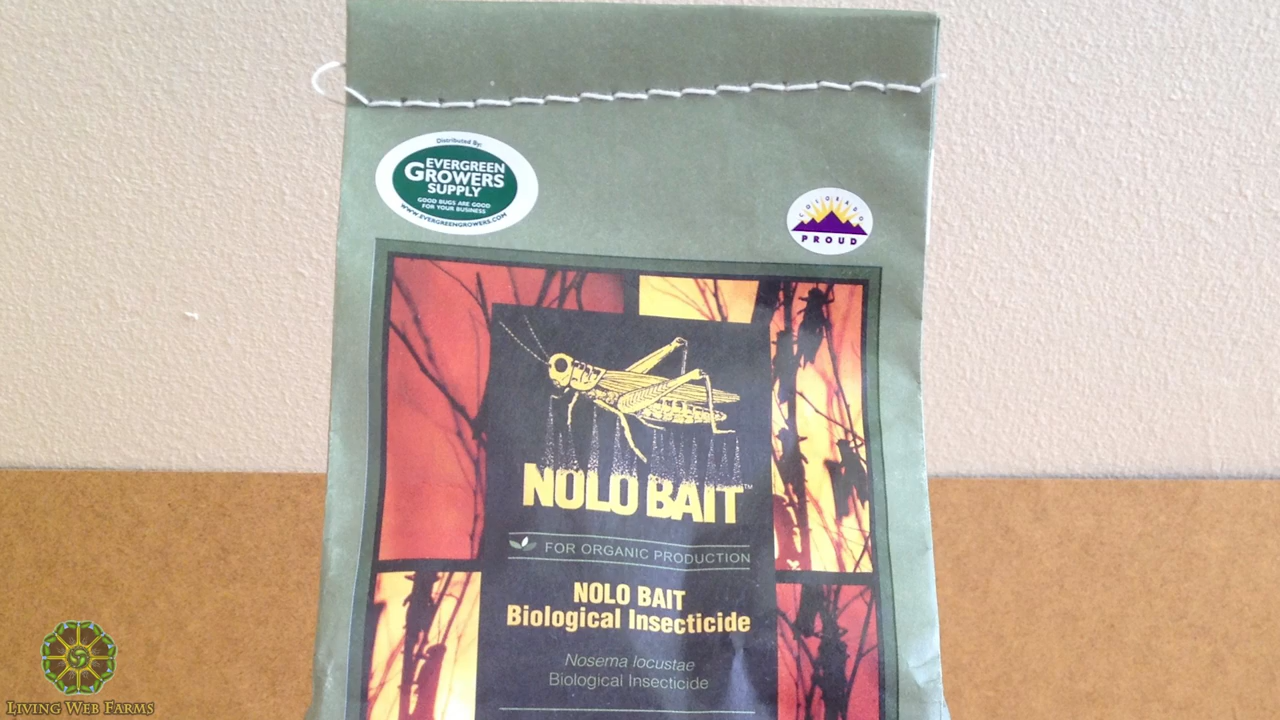 Distributed By:
EVERGREEN
GROWERS
SUPPLY
GOOD BUGS ARE GOOD
FOR YOUR BUSINESS
WWW.EVERGREENGROWERS.COM
COLORADO
PROUD
NOLO BAIT™
FOR ORGANIC PRODUCTION
NOLO BAIT
Biological Insecticide
Nosema locustae
Biological Insecticide
LIVING WEB FARMS